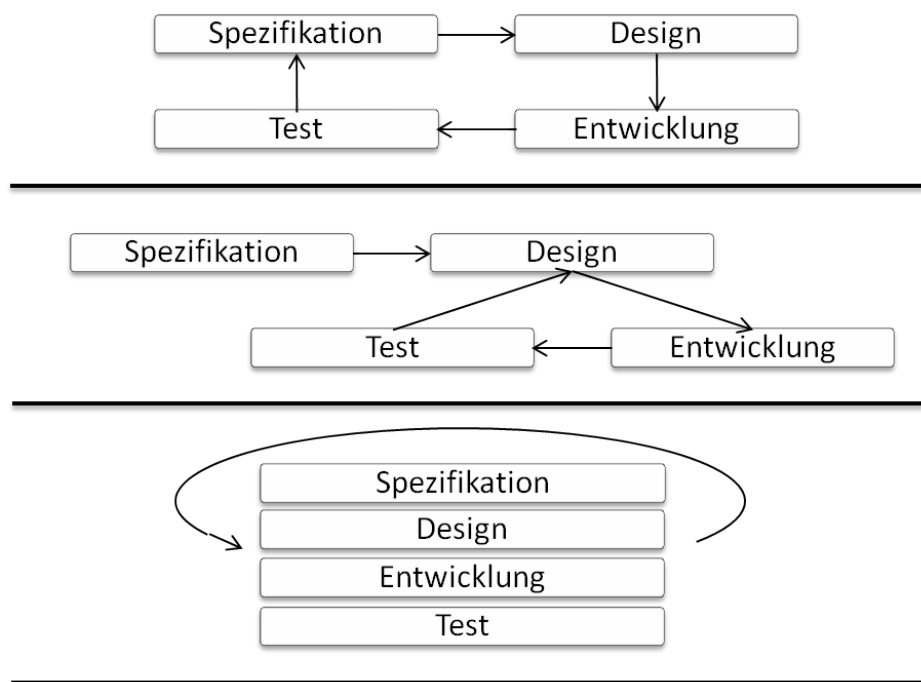 Spezifikation
Design
Test
Entwicklung
Spezifikation
Design
Test
Entwicklung
Spezifikation
Design
Entwicklung
Test